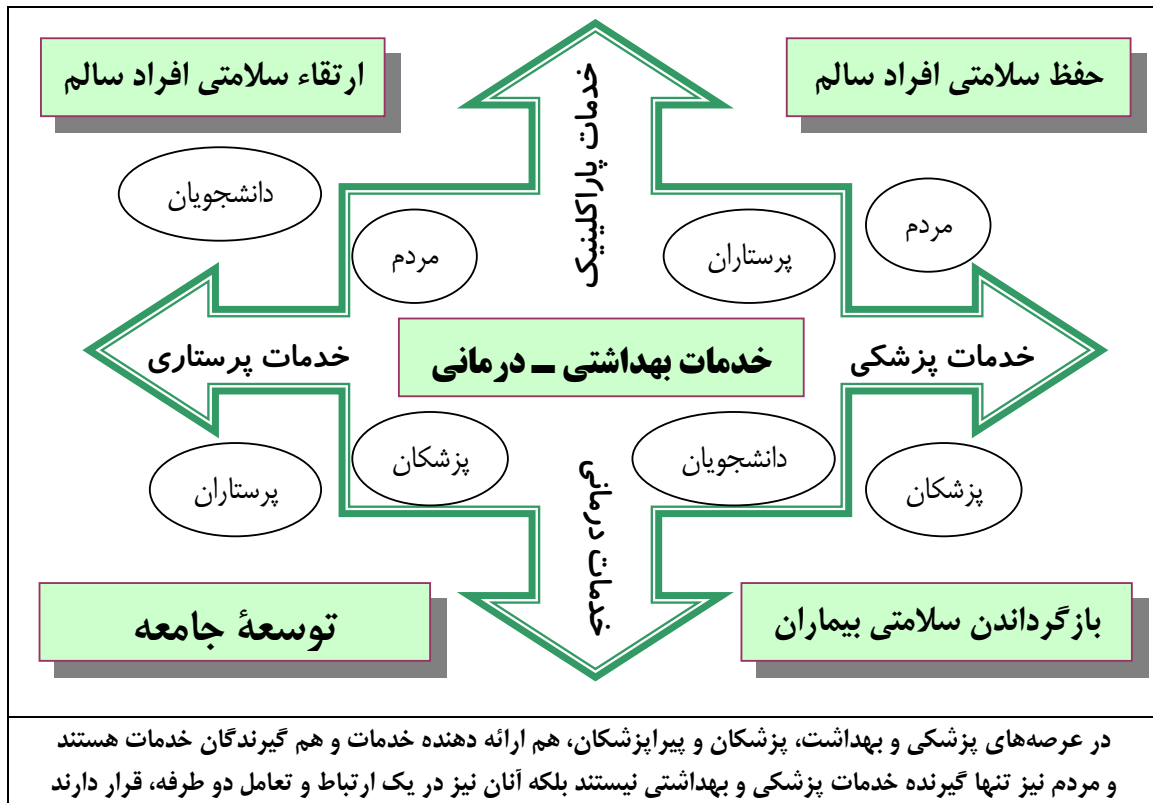 حفظ سلامتی افراد سالم
ارتقاء سلامتی افراد سالم
خدمات پاراکلینیک
دانشجویان
مردم
پرستاران
مردم
خدمات پزشکی
خدمات بهداشتی ــ درمانی
خدمات پرستاری
پزشکان
دانشجویان
پزشکان
پرستاران
خدمات درمانی
بازگرداندن سلامتی بیماران
توسعهٔ جامعه
در عرصه‌های پزشکی و بهداشت، پزشکان و پیراپزشکان، هم ارائه دهنده خدمات و هم گیرندگان خدمات هستند
و مردم نیز تنها گیرنده خدمات پزشکی و بهداشتی نیستند بلکه آنان نیز در یک ارتباط و تعامل دو طرفه، قرار دارند